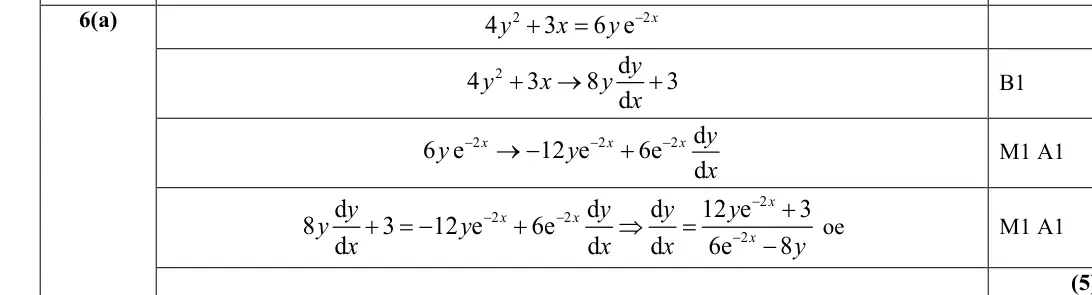 6(a)
4y² + 3x = 6y e⁻²ˣ
4y² + 3x → 8y dy/dx + 3 B1
6y e⁻²ˣ → −12ye⁻²ˣ + 6e⁻²ˣ dy/dx M1 A1
8y dy/dx + 3 = −12ye⁻²ˣ + 6e⁻²ˣ dy/dx ⇒ dy/dx = (12ye⁻²ˣ + 3)/(6e⁻²ˣ − 8y) oe M1 A1
(5)